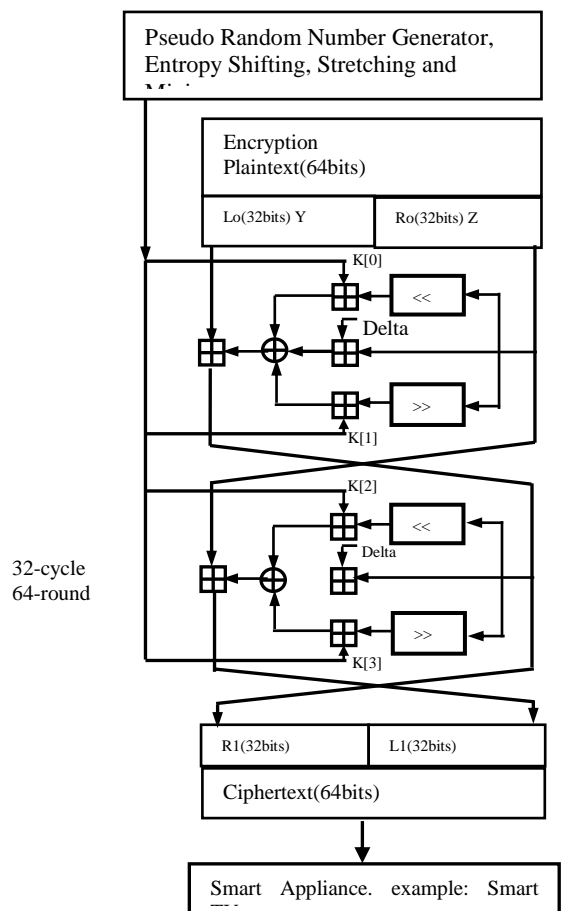 Pseudo Random Number Generator,
Entropy Shifting, Stretching and
Encryption
Plaintext(64bits)
Lo(32bits) Y
Ro(32bits) Z
K[0]
<<
Delta
>>
K[1]
K[2]
<<
Delta
32-cycle
64-round
>>
K[3]
R1(32bits)
L1(32bits)
Ciphertext(64bits)
Smart Appliance. example: Smart